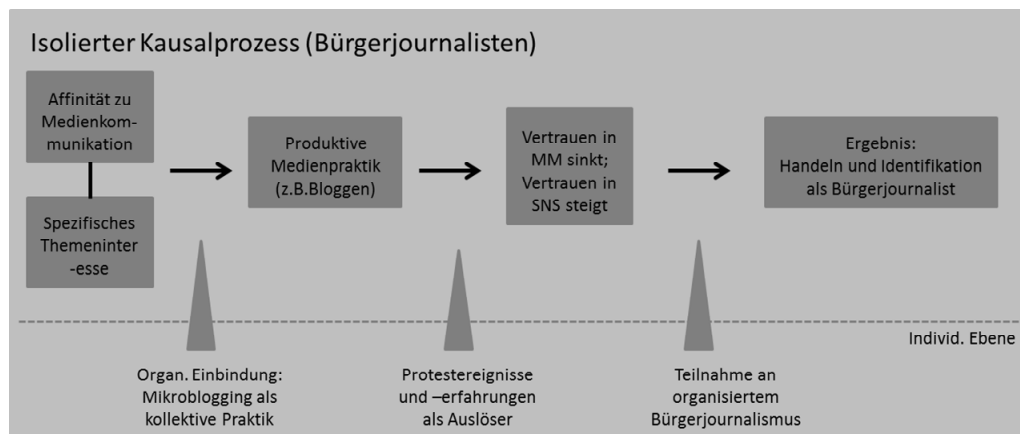 Isolierter Kausalprozess (Bürgerjournalisten)
Affinität zu
Medienkom-
munikation
Spezifisches
Themeninter
-esse
Produktive
Medienpraktik
(z.B.Bloggen)
Vertrauen in
MM sinkt;
Vertrauen in
SNS steigt
Ergebnis:
Handeln und Identifikation
als Bürgerjournalist
Individ. Ebene
Organ. Einbindung:
Mikroblogging als
kollektive Praktik
Protestereignisse
und –erfahrungen
als Auslöser
Teilnahme an
organisiertem
Bürgerjournalismus